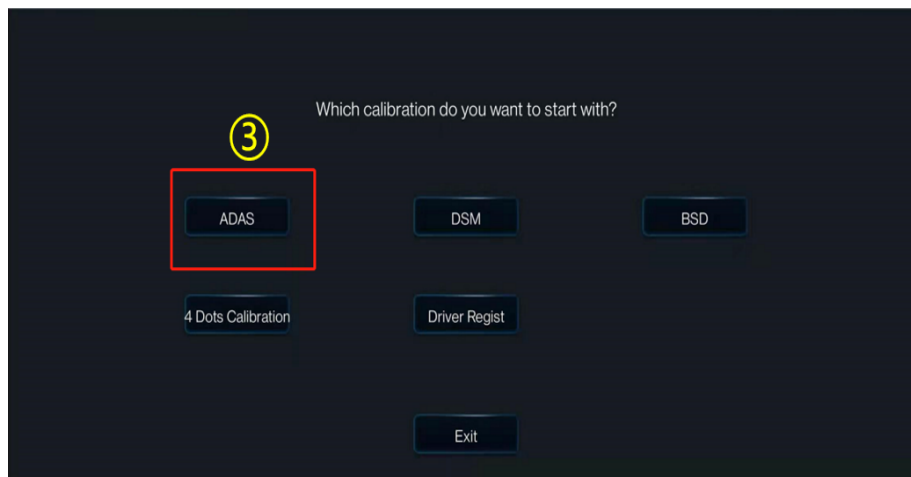 Which calibration do you want to start with?
③
ADAS
DSM
BSD
4 Dots Calibration
Driver Regist
Exit